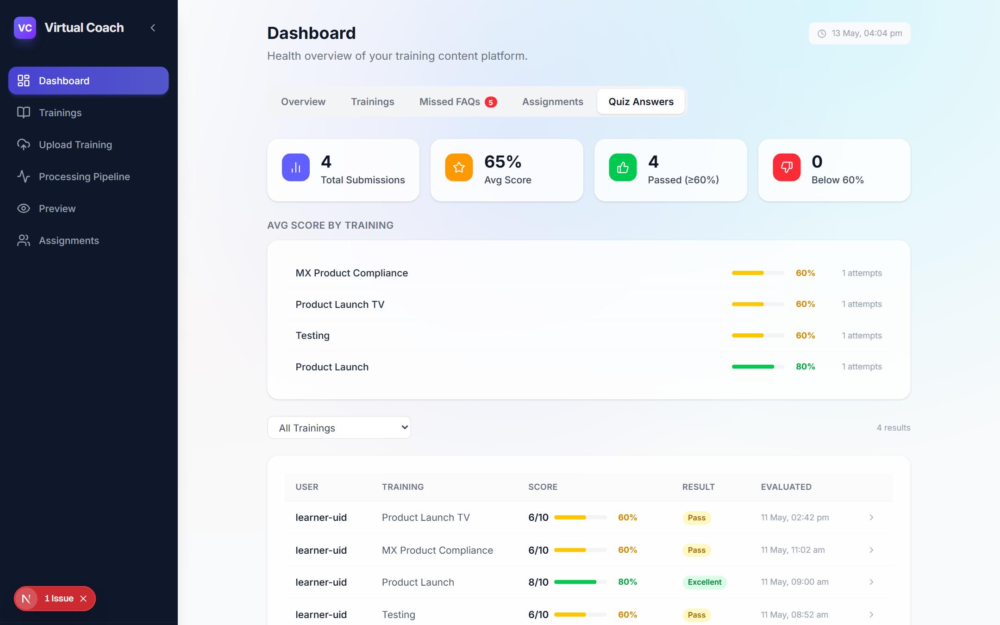 VC Virtual Coach
Dashboard
Trainings
Upload Training
Processing Pipeline
Preview
Assignments
N 1 Issue
Dashboard
13 May, 04:04 pm
Health overview of your training content platform.
Overview Trainings Missed FAQs 5 Assignments Quiz Answers
4
Total Submissions
65%
Avg Score
4
Passed (≥60%)
0
Below 60%
AVG SCORE BY TRAINING
MX Product Compliance 60% 1 attempts
Product Launch TV 60% 1 attempts
Testing 60% 1 attempts
Product Launch 80% 1 attempts
All Trainings 4 results
USER TRAINING SCORE RESULT EVALUATED
learner-uid Product Launch TV 6/10 60% Pass 11 May, 02:42 pm
learner-uid MX Product Compliance 6/10 60% Pass 11 May, 11:02 am
learner-uid Product Launch 8/10 80% Excellent 11 May, 09:00 am
learner-uid Testing 6/10 60% Pass 11 May, 08:52 am